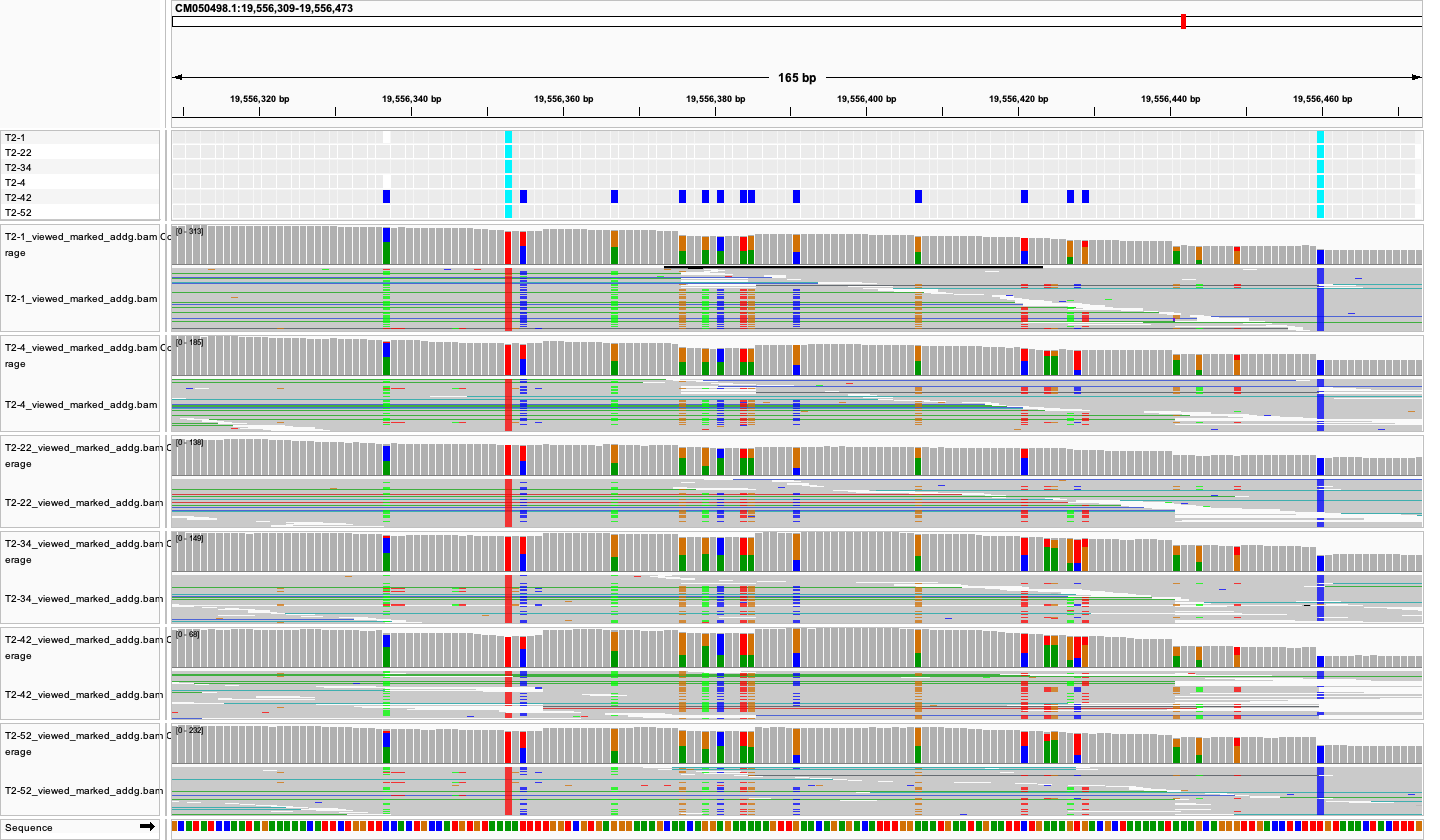 CM050498.1:19,556,309-19,556,473
165 bp
19,556,320 bp 19,556,340 bp 19,556,360 bp 19,556,380 bp 19,556,400 bp 19,556,420 bp 19,556,440 bp 19,556,460 bp
T2-1
T2-22
T2-34
T2-4
T2-42
T2-52
T2-1_viewed_marked_addg.bam Co
rage
[0 - 313]
T2-1_viewed_marked_addg.bam
T2-4_viewed_marked_addg.bam Co
rage
[0 - 185]
T2-4_viewed_marked_addg.bam
T2-22_viewed_marked_addg.bam C
erage
[0 - 138]
T2-22_viewed_marked_addg.bam
T2-34_viewed_marked_addg.bam C
erage
[0 - 149]
T2-34_viewed_marked_addg.bam
T2-42_viewed_marked_addg.bam C
erage
[0 - 68]
T2-42_viewed_marked_addg.bam
T2-52_viewed_marked_addg.bam C
erage
[0 - 232]
T2-52_viewed_marked_addg.bam
Sequence